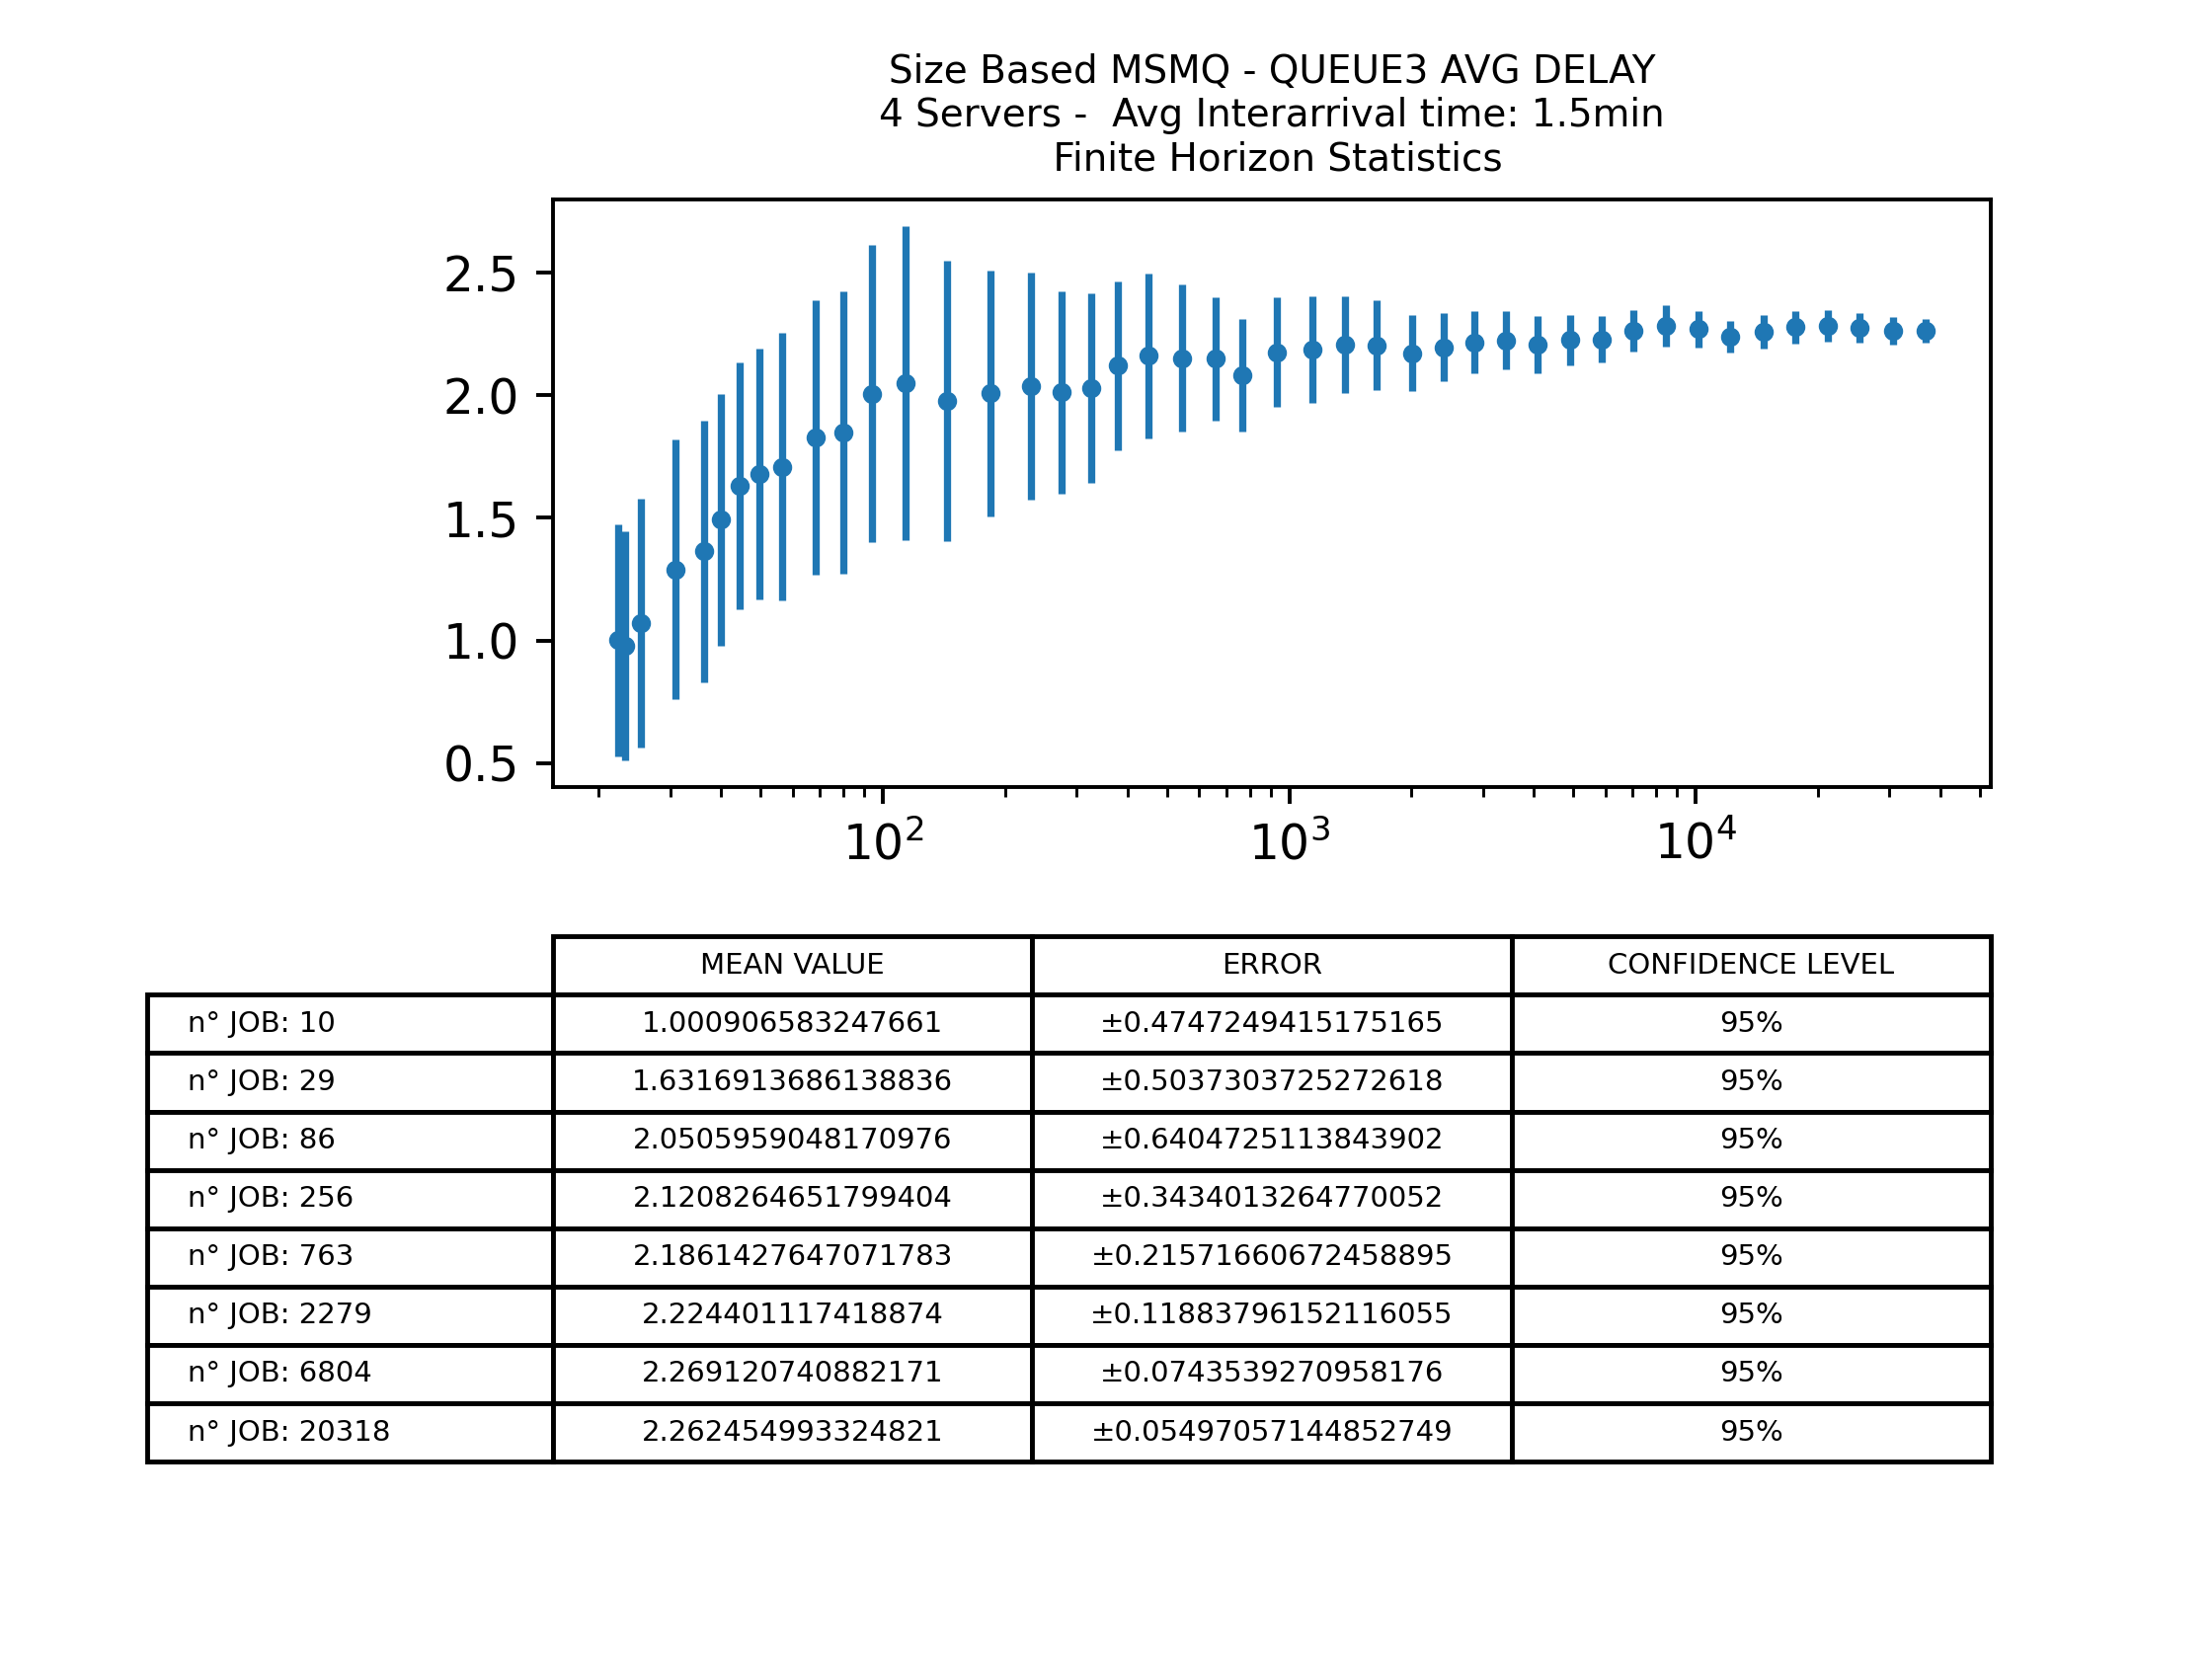 Size Based MSMQ - QUEUE3 AVG DELAY
4 Servers -  Avg Interarrival time: 1.5min
Finite Horizon Statistics
2.5
2.0
1.5
1.0
0.5
10² 10³ 10⁴
MEAN VALUE ERROR CONFIDENCE LEVEL
n° JOB: 10 1.000906583247661 ±0.4747249415175165 95%
n° JOB: 29 1.6316913686138836 ±0.5037303725272618 95%
n° JOB: 86 2.0505959048170976 ±0.6404725113843902 95%
n° JOB: 256 2.1208264651799404 ±0.3434013264770052 95%
n° JOB: 763 2.1861427647071783 ±0.21571660672458895 95%
n° JOB: 2279 2.224401117418874 ±0.11883796152116055 95%
n° JOB: 6804 2.269120740882171 ±0.0743539270958176 95%
n° JOB: 20318 2.262454993324821 ±0.05497057144852749 95%